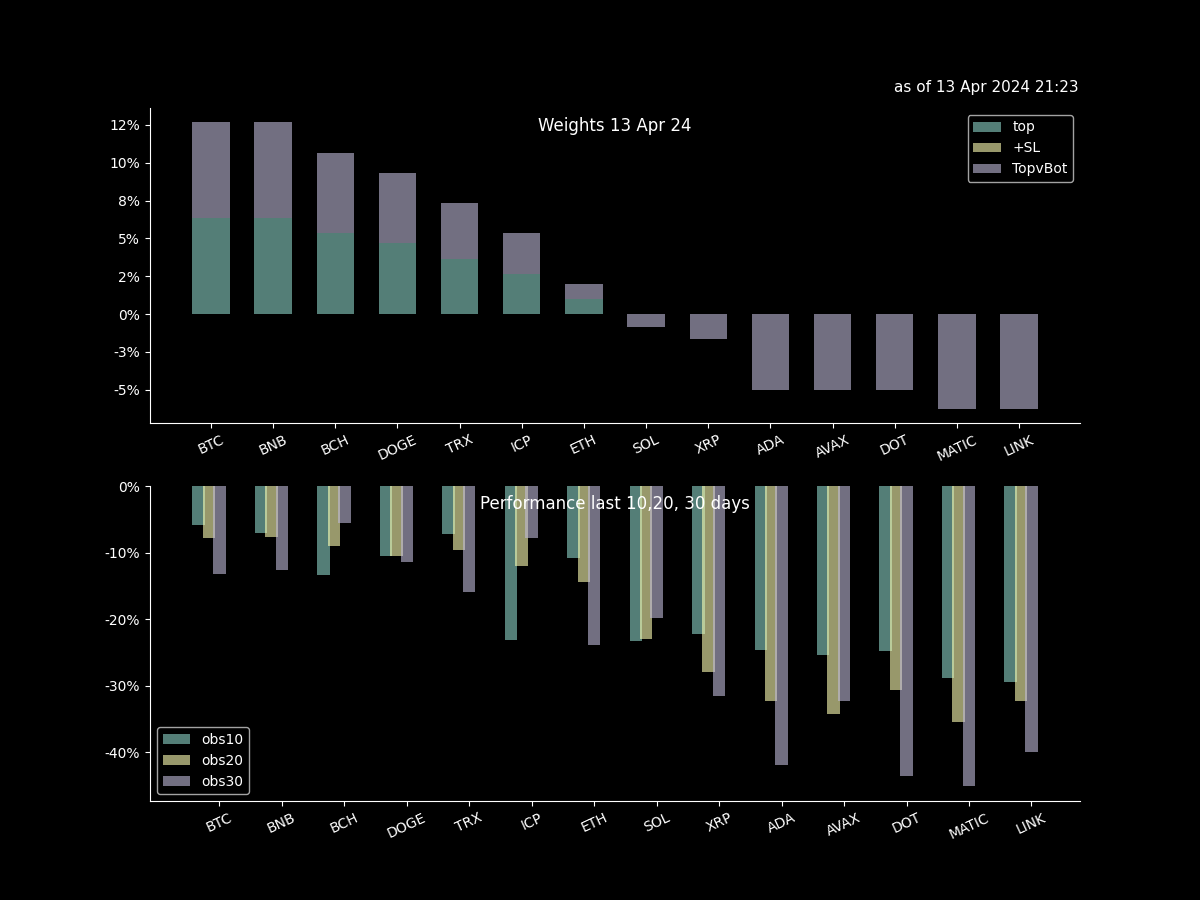 as of 13 Apr 2024 21:23
Weights 13 Apr 24
top
+SL
TopvBot
12%
10%
8%
5%
2%
0%
-3%
-5%
BTC BNB BCH DOGE TRX ICP ETH SOL XRP ADA AVAX DOT MATIC LINK
Performance last 10,20, 30 days
0%
-10%
-20%
-30%
-40%
obs10
obs20
obs30
BTC BNB BCH DOGE TRX ICP ETH SOL XRP ADA AVAX DOT MATIC LINK